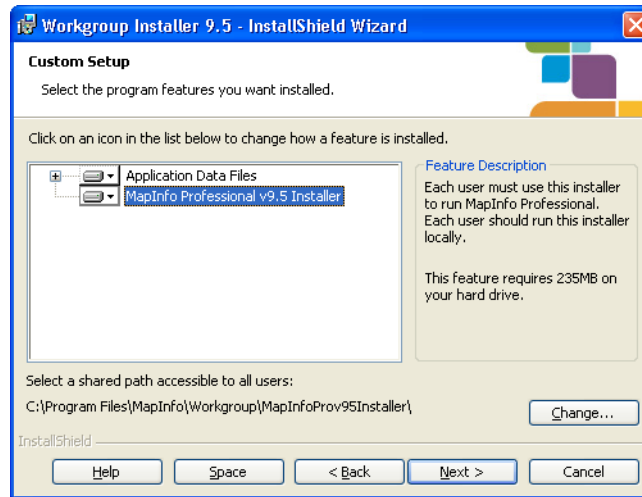 Workgroup Installer 9.5 - InstallShield Wizard
Custom Setup
Select the program features you want installed.
Click on an icon in the list below to change how a feature is installed.
Application Data Files
MapInfo Professional v9.5 Installer
Feature Description
Each user must use this installer
to run MapInfo Professional.
Each user should run this installer
locally.
This feature requires 235MB on
your hard drive.
Select a shared path accessible to all users:
C:\Program Files\MapInfo\Workgroup\MapInfoProv95Installer\
Change...
InstallShield
Help
Space
< Back
Next >
Cancel